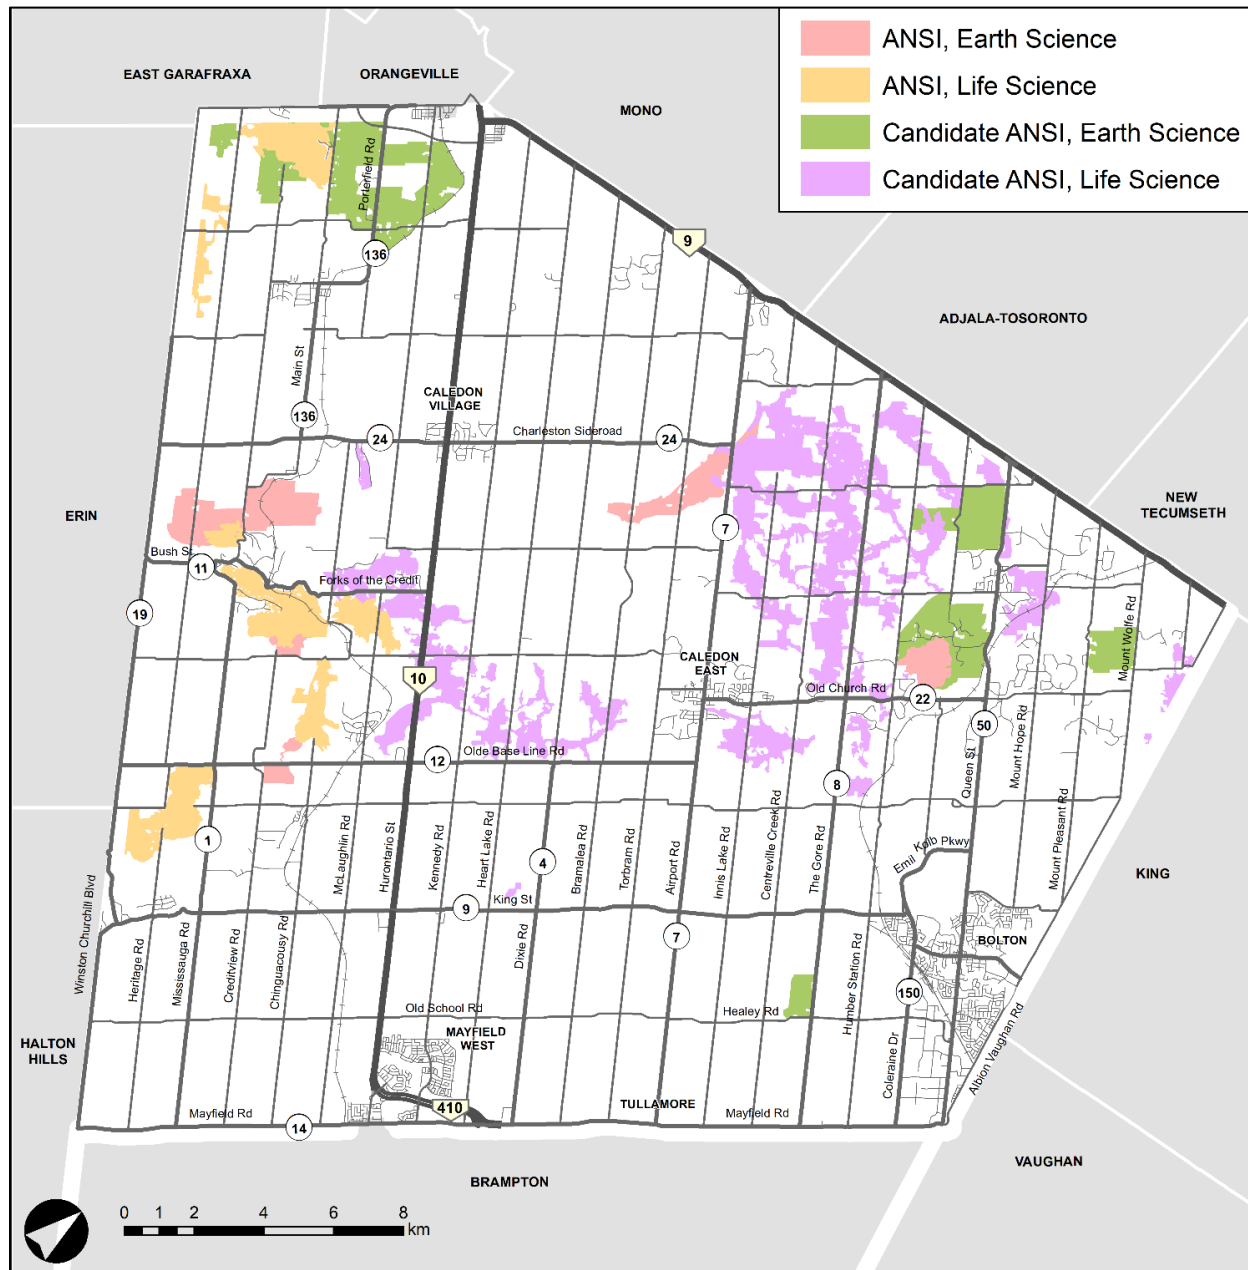 ANSI, Earth Science
ANSI, Life Science
Candidate ANSI, Earth Science
Candidate ANSI, Life Science
EAST GARAFRAXA
ORANGEVILLE
MONO
Porterfield Rd
136
9
ADJALA-TOSORONTO
Main St
136
CALEDON
VILLAGE
24
Charleston Sideroad
24
ERIN
NEW
TECUMSETH
7
Bush St
11
Forks of the Credit
19
Mount Wolfe Rd
CALEDON
EAST
10
Old Church Rd
22
50
Mount Hope Rd
Queen St
12
Olde Base Line Rd
8
1
McLaughlin Rd
Hurontario St
Kennedy Rd
Heart Lake Rd
4
Bramalea Rd
Torbram Rd
Airport Rd
Innis Lake Rd
Centreville Creek Rd
The Gore Rd
Emil Kolb Pkwy
Mount Pleasant Rd
KING
Winston Churchill Blvd
9
King St
7
Heritage Rd
Mississauga Rd
Creditview Rd
Chinguacousy Rd
Dixie Rd
BOLTON
Humber Station Rd
150
Old School Rd
Healey Rd
HALTON
HILLS
MAYFIELD
WEST
Coleraine Dr
Albion Vaughan Rd
Mayfield Rd
14
410
TULLAMORE
Mayfield Rd
VAUGHAN
BRAMPTON
0 1 2 4 6 8
km